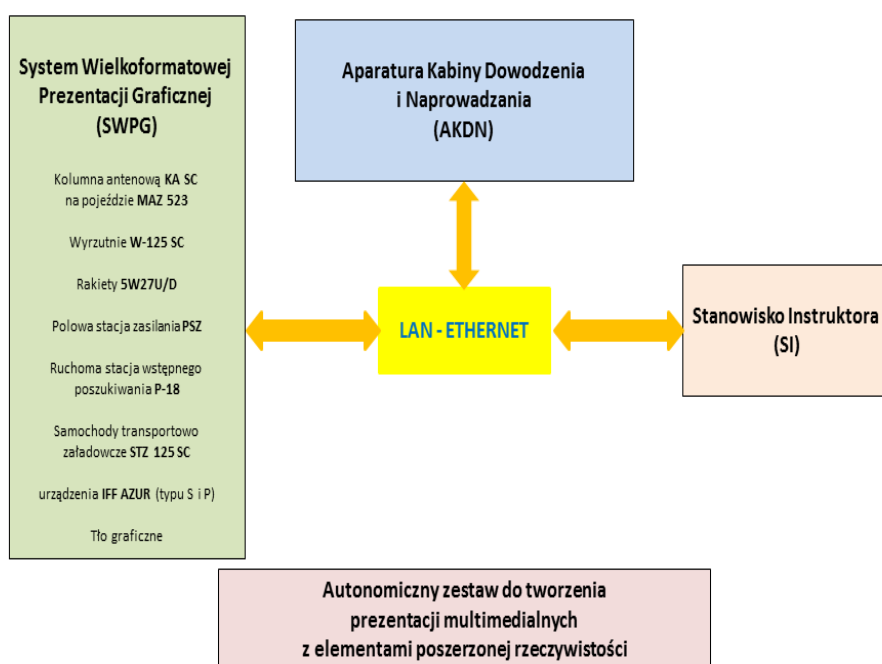 System Wielkoformatowej
Prezentacji Graficznej
(SWPG)
Kolumna antenową KA SC
na pojeździe MAZ 523
Wyrzutnie W-125 SC
Rakiety 5W27U/D
Polowa stacja zasilania PSZ
Ruchoma stacja wstępnego
poszukiwania P-18
Samochody transportowo
załadowcze STZ 125 SC
urządzenia IFF AZUR (typu S i P)
Tło graficzne
Aparatura Kabiny Dowodzenia
i Naprowadzania
(AKDN)
LAN - ETHERNET
Stanowisko Instruktora
(SI)
Autonomiczny zestaw do tworzenia
prezentacji multimedialnych
z elementami poszerzonej rzeczywistości